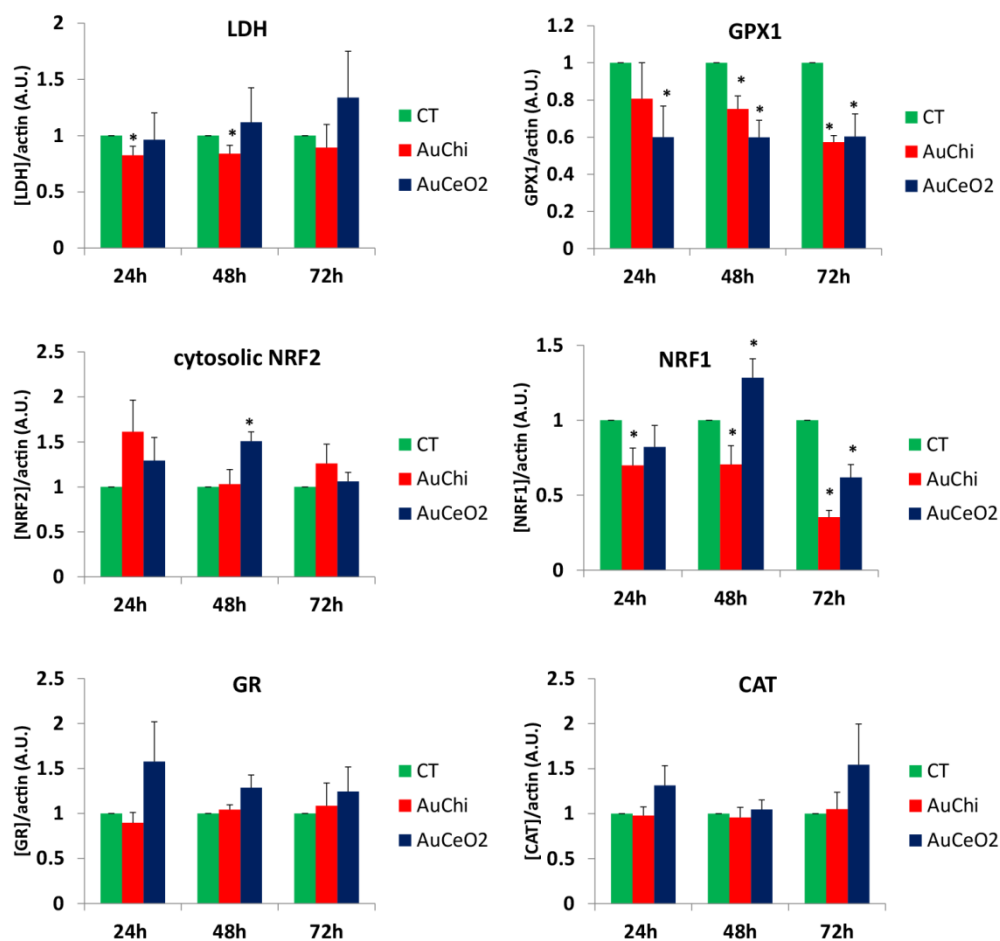 LDH
[LDH]/actin (A.U.)
2
1.5
1
0.5
0
*
*
24h
48h
72h
CT
AuChi
AuCeO2
GPX1
GPX1/actin (A.U.)
1
0.8
0.6
0.4
0.2
0
*
*
*
*
*
24h
48h
72h
CT
AuChi
AuCeO2
cytosolic NRF2
[NRF2]/actin (A.U.)
2.5
2
1.5
1
0.5
0
*
24h
48h
72h
CT
AuChi
AuCeO2
NRF1
[NRF1]/actin (A.U.)
1.5
1
0.5
0
*
*
*
*
*
24h
48h
72h
CT
AuChi
AuCeO2
GR
[GR]/actin (A.U.)
2.5
2
1.5
1
0.5
0
24h
48h
72h
CT
AuChi
AuCeO2
CAT
[CAT]/actin (A.U.)
2.5
2
1.5
1
0.5
0
24h
48h
72h
CT
AuChi
AuCeO2